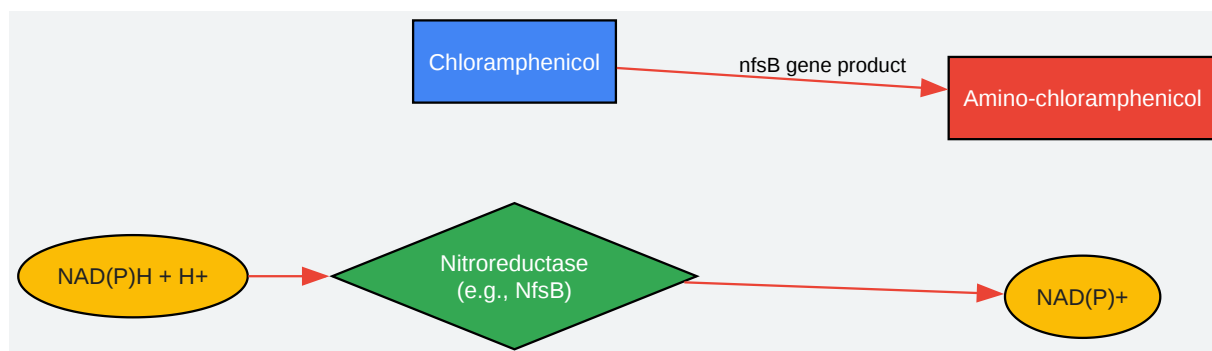 Chloramphenicol
nfsB gene product
Amino-chloramphenicol
NAD(P)H + H+
Nitroreductase
(e.g., NfsB)
NAD(P)+